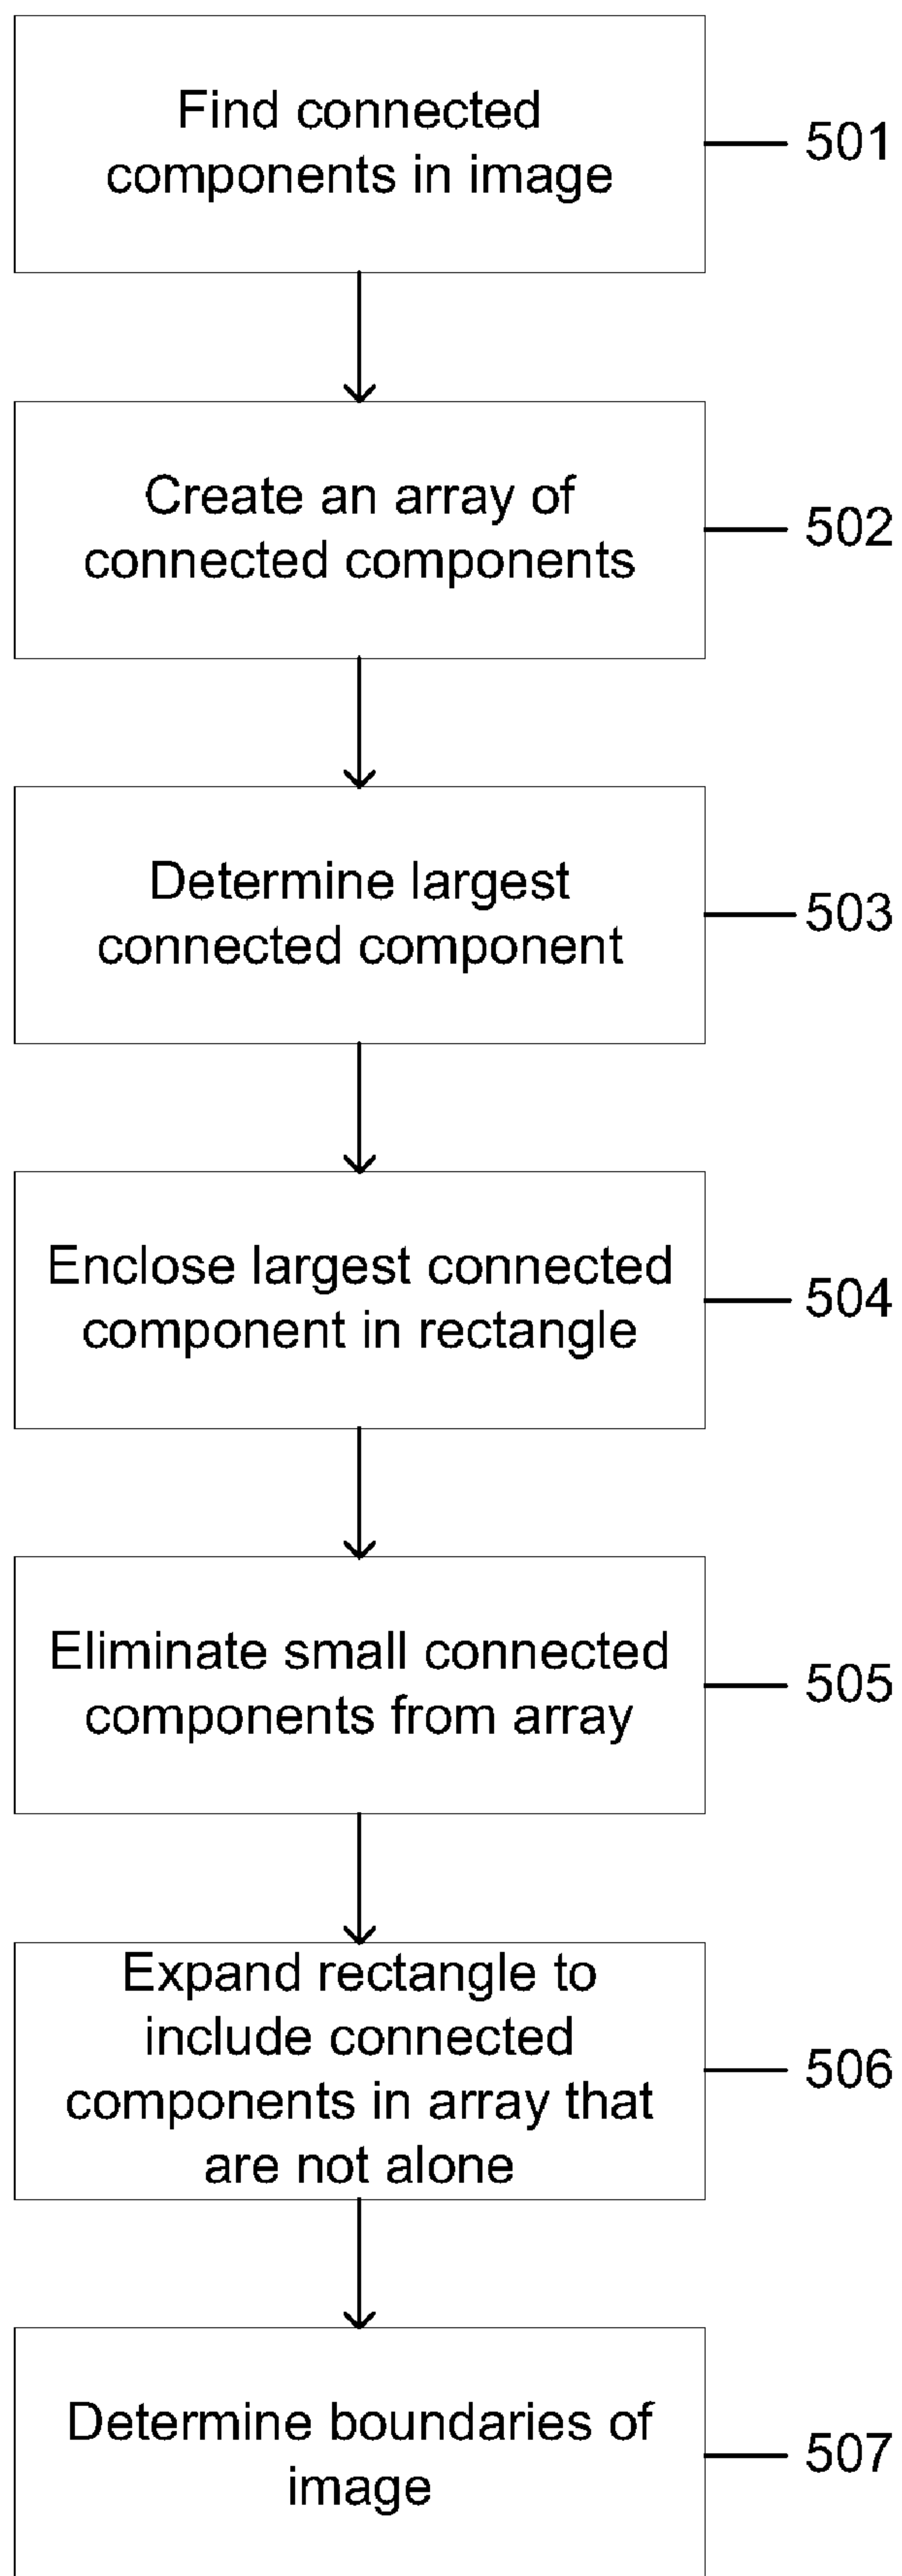 Find connected
components in image
501
Create an array of
connected components
502
Determine largest
connected component
503
Enclose largest connected
component in rectangle
504
Eliminate small connected
components from array
505
Expand rectangle to
include connected
components in array that
are not alone
506
Determine boundaries of
image
507